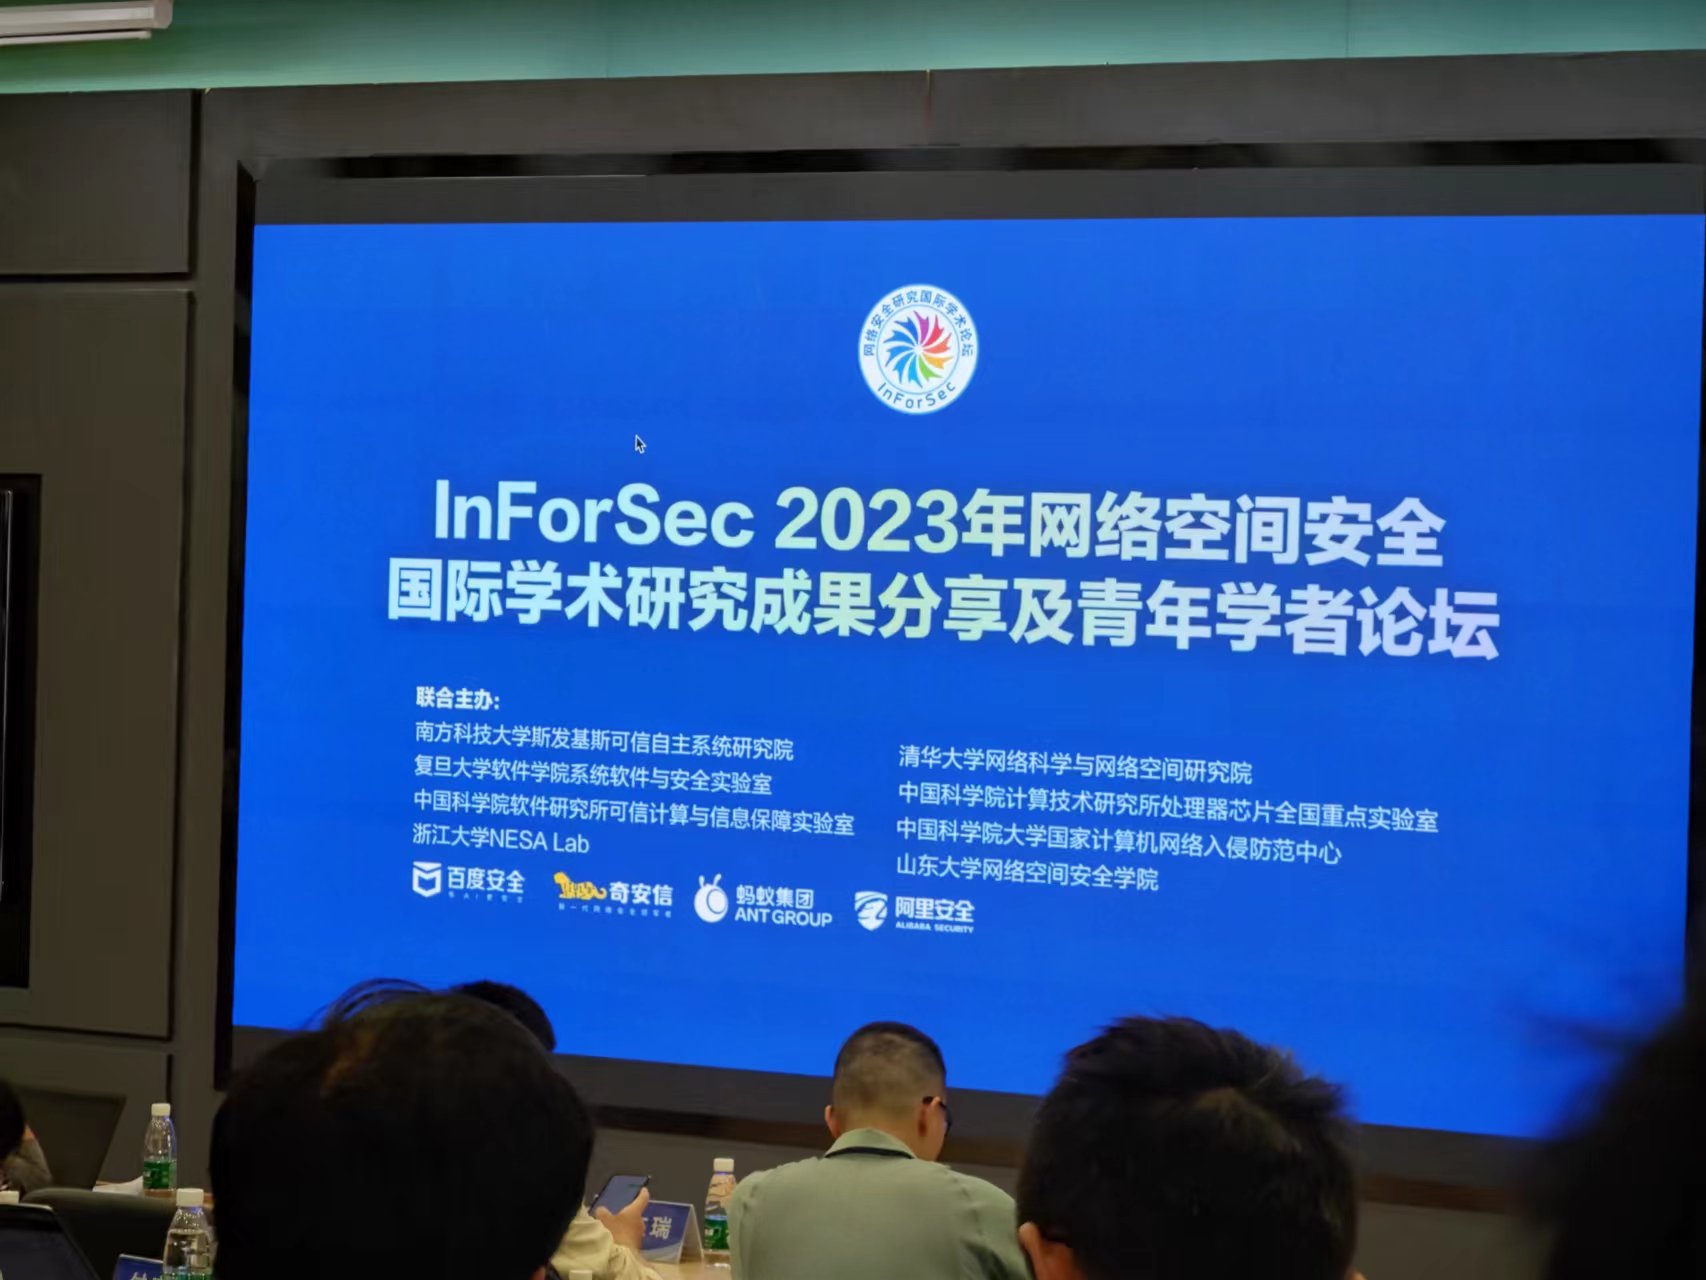 网络安全研究国际学术论坛
InForSec
InForSec 2023年网络空间安全
国际学术研究成果分享及青年学者论坛
联合主办：
南方科技大学斯发基斯可信自主系统研究院
复旦大学软件学院系统软件与安全实验室
中国科学院软件研究所可信计算与信息保障实验室
浙江大学NESA Lab
清华大学网络科学与网络空间研究院
中国科学院计算技术研究所处理器芯片全国重点实验室
中国科学院大学国家计算机网络入侵防范中心
山东大学网络空间安全学院
百度安全
奇安信
新一代网络安全领军者
蚂蚁集团
ANT GROUP
阿里安全
ALIBABA SECURITY
瑞